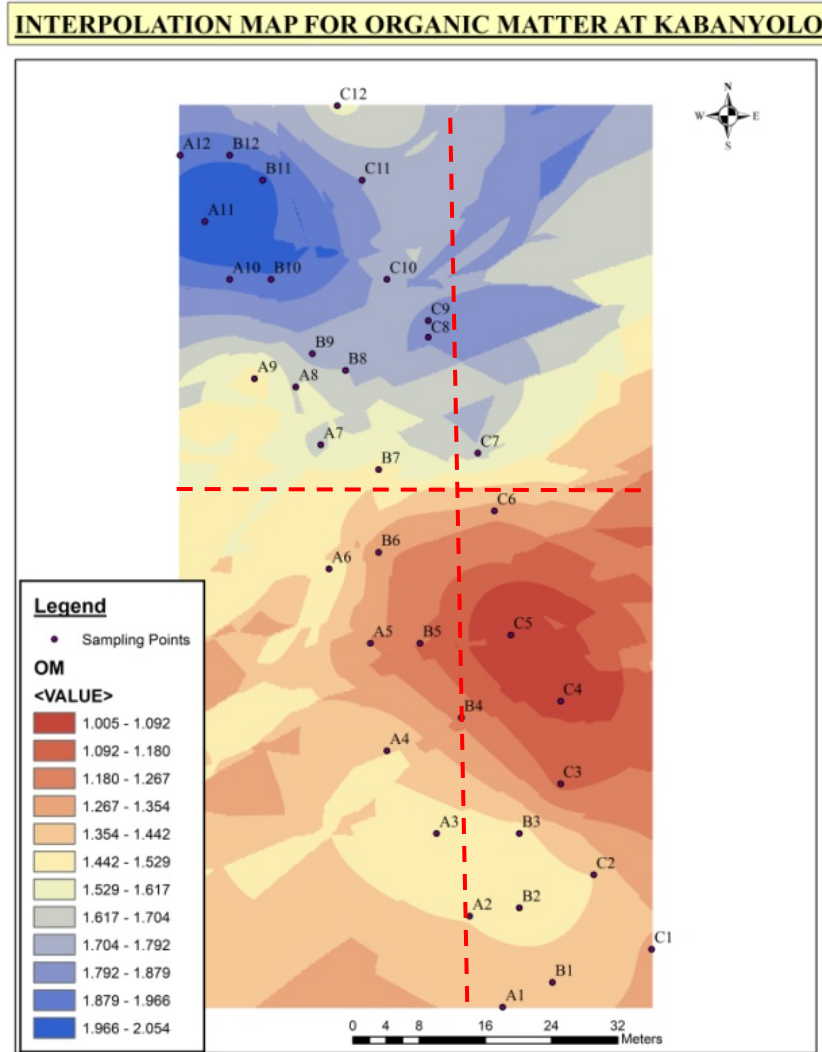 INTERPOLATION MAP FOR ORGANIC MATTER AT KABANYOLO
N
W E
S
C12
A12 B12
B11 C11
A11
A10 B10 C10
C9
C8
B9
B8
A9 A8
A7
C7
B7
C6
B6
A6
C5
A5 B5
C4
B4
A4
C3
A3 B3
C2
A2 B2
C1
B1
A1
Legend
Sampling Points
OM
<VALUE>
1.005 - 1.092
1.092 - 1.180
1.180 - 1.267
1.267 - 1.354
1.354 - 1.442
1.442 - 1.529
1.529 - 1.617
1.617 - 1.704
1.704 - 1.792
1.792 - 1.879
1.879 - 1.966
1.966 - 2.054
0 4 8 16 24 32
Meters